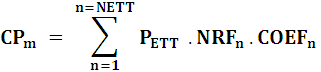 n=NETT
CPm = ∑ PETT . NRFn . COEFn
n=1